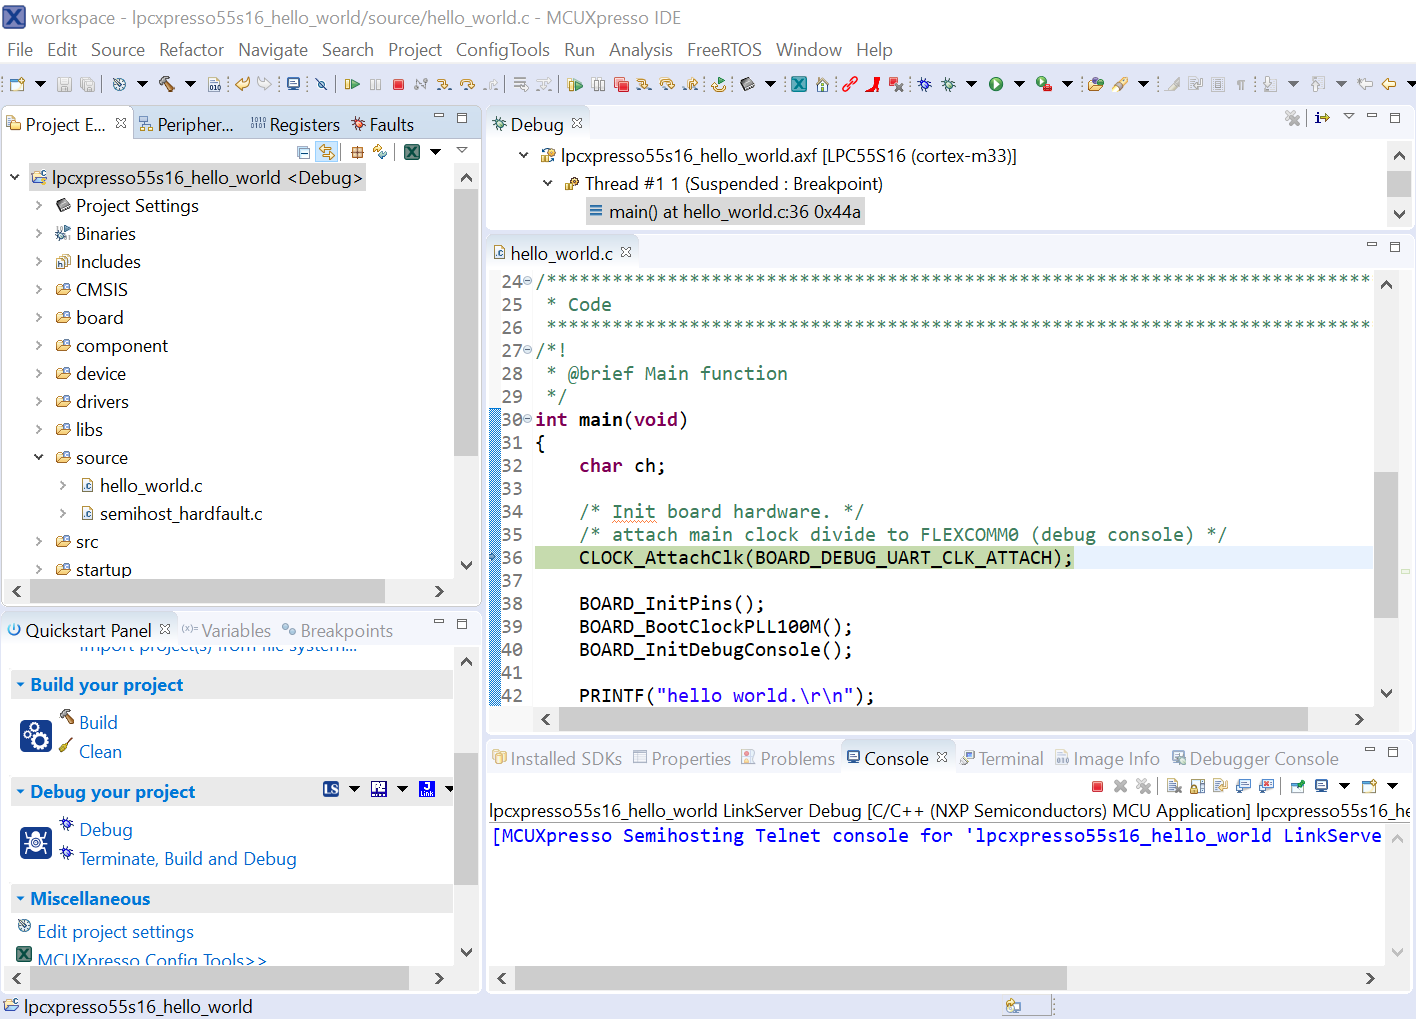 workspace - lpcxpresso55s16_hello_world/source/hello_world.c - MCUXpresso IDE
File Edit Source Refactor Navigate Search Project ConfigTools Run Analysis FreeRTOS Window Help
Project E... Peripher... Registers Faults
lpcxpresso55s16_hello_world <Debug>
Project Settings
Binaries
Includes
CMSIS
board
component
device
drivers
libs
source
hello_world.c
semihost_hardfault.c
src
startup
Debug
lpcxpresso55s16_hello_world.axf [LPC55S16 (cortex-m33)]
Thread #1 1 (Suspended : Breakpoint)
main() at hello_world.c:36 0x44a
hello_world.c
24 /***************************************************************************
25 * Code
26 ***************************************************************************
27 /*!
28 * @brief Main function
29 */
30 int main(void)
31 {
32 char ch;
33
34 /* Init board hardware. */
35 /* attach main clock divide to FLEXCOMM0 (debug console) */
36 CLOCK_AttachClk(BOARD_DEBUG_UART_CLK_ATTACH);
37
38 BOARD_InitPins();
39 BOARD_BootClockPLL100M();
40 BOARD_InitDebugConsole();
41
42 PRINTF("hello world.\r\n");
Quickstart Panel Variables Breakpoints
Import project(s) from file system...
Build your project
Build
Clean
Debug your project
LS
Link
Debug
Terminate, Build and Debug
Miscellaneous
Edit project settings
MCUXpresso Config Tools>>
Installed SDKs Properties Problems Console Terminal Image Info Debugger Console
lpcxpresso55s16_hello_world LinkServer Debug [C/C++ (NXP Semiconductors) MCU Application] lpcxpresso55s16_he
[MCUXpresso Semihosting Telnet console for 'lpcxpresso55s16_hello_world LinkServe
lpcxpresso55s16_hello_world